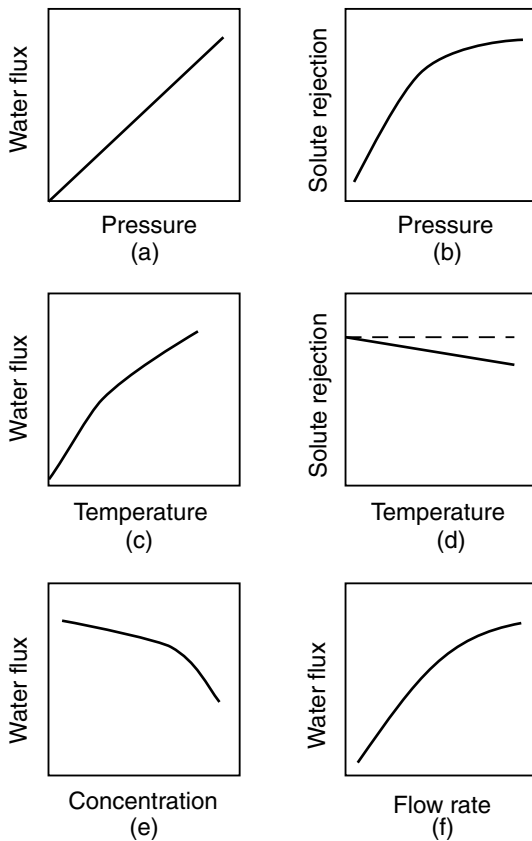 Water flux
Pressure
(a)
Solute rejection
Pressure
(b)
Water flux
Temperature
(c)
Solute rejection
Temperature
(d)
Water flux
Concentration
(e)
Water flux
Flow rate
(f)